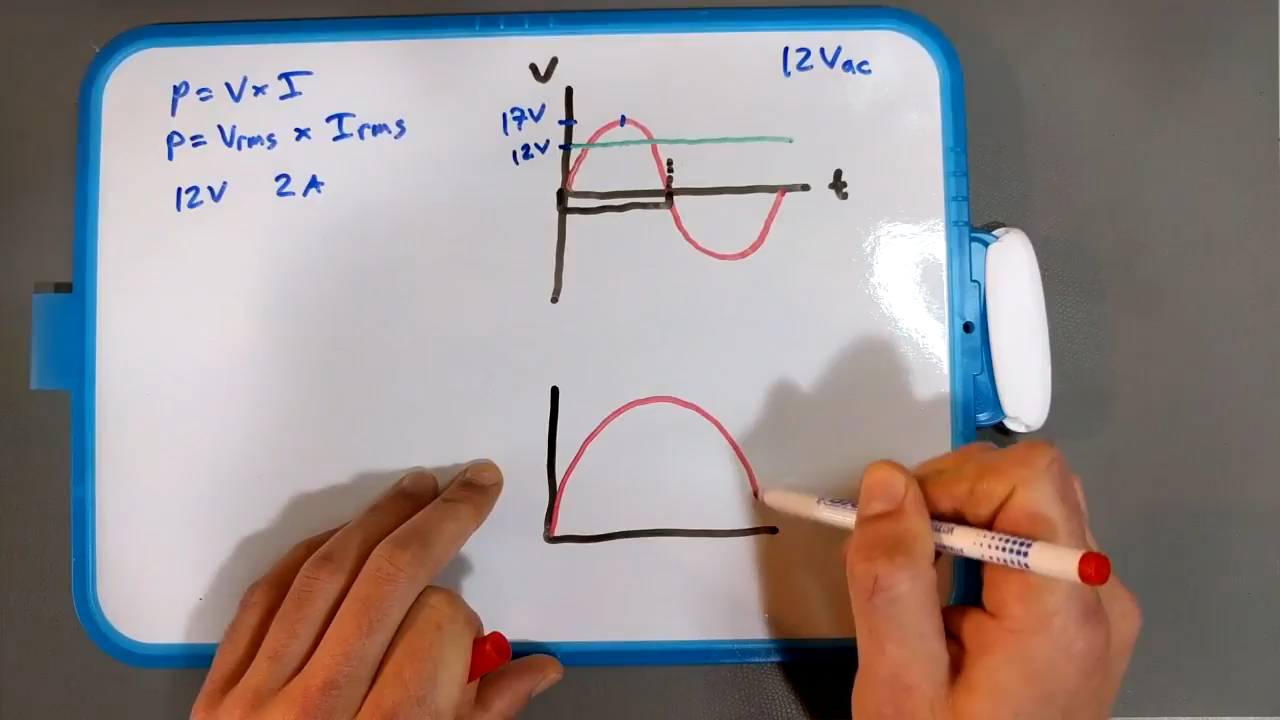 P = V × I
P = Vrms × Irms
12V 2A
V
17V
12V
t
12Vac